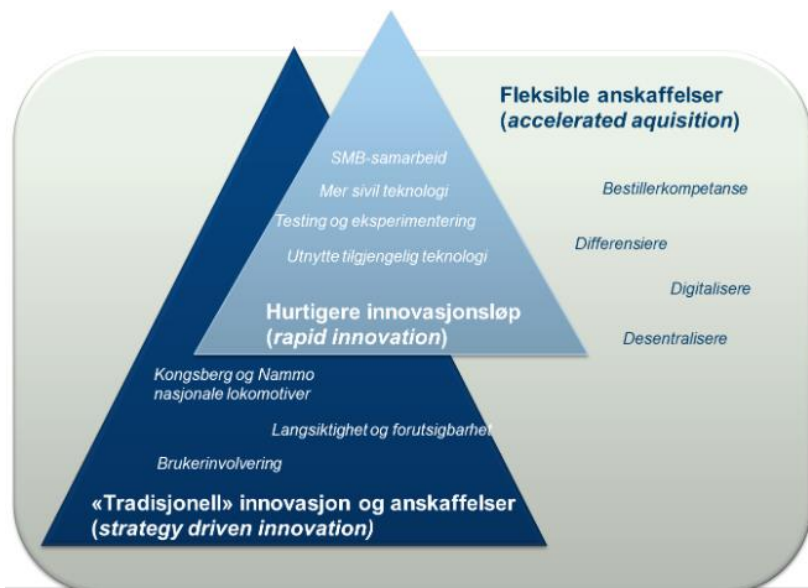 Fleksible anskaffelser
(accelerated aquisition)
SMB-samarbeid
Mer sivil teknologi
Testing og eksperimentering
Utnytte tilgjengelig teknologi
Hurtigere innovasjonsløp
(rapid innovation)
Bestillerkompetanse
Differensiere
Digitalisere
Desentralisere
Kongsberg og Nammo
nasjonale lokomotiver
Langsiktighet og forutsigbarhet
Brukerinvolvering
«Tradisjonell» innovasjon og anskaffelser
(strategy driven innovation)